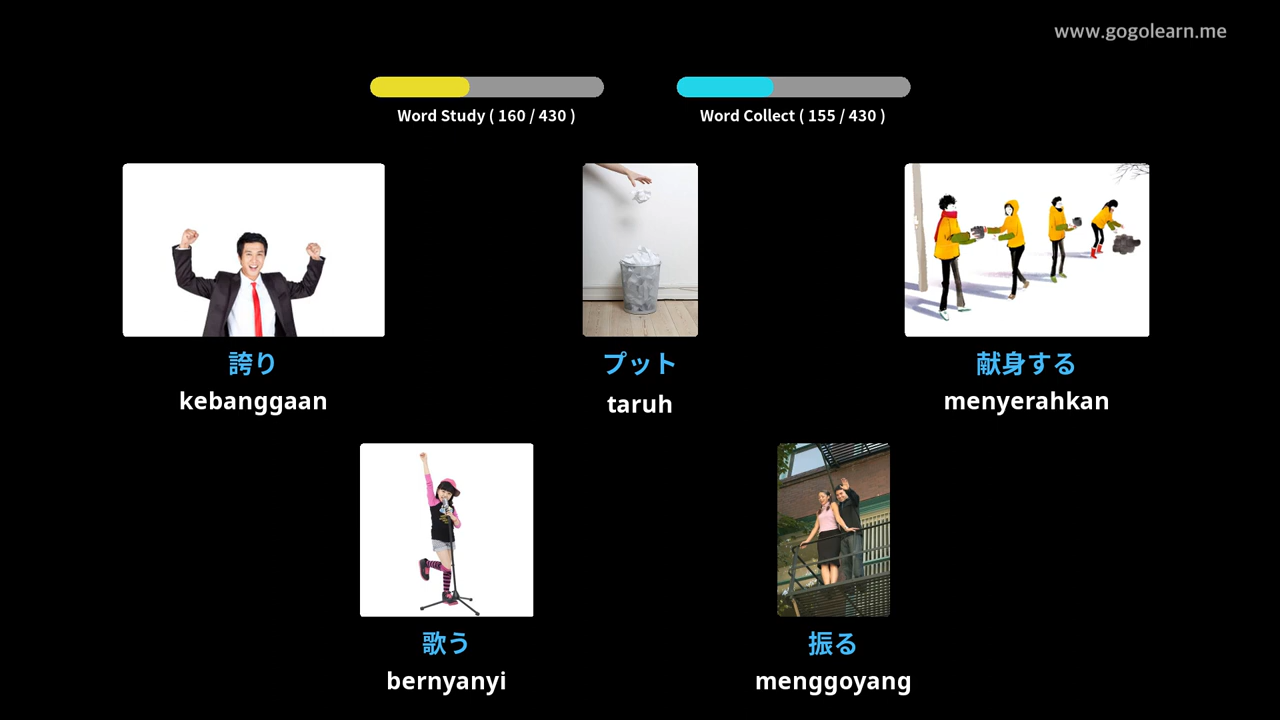 www.gogolearn.me
Word Study ( 160 / 430 )
Word Collect ( 155 / 430 )
誇り
kebanggaan
プット
taruh
献身する
menyerahkan
歌う
bernyanyi
振る
menggoyang